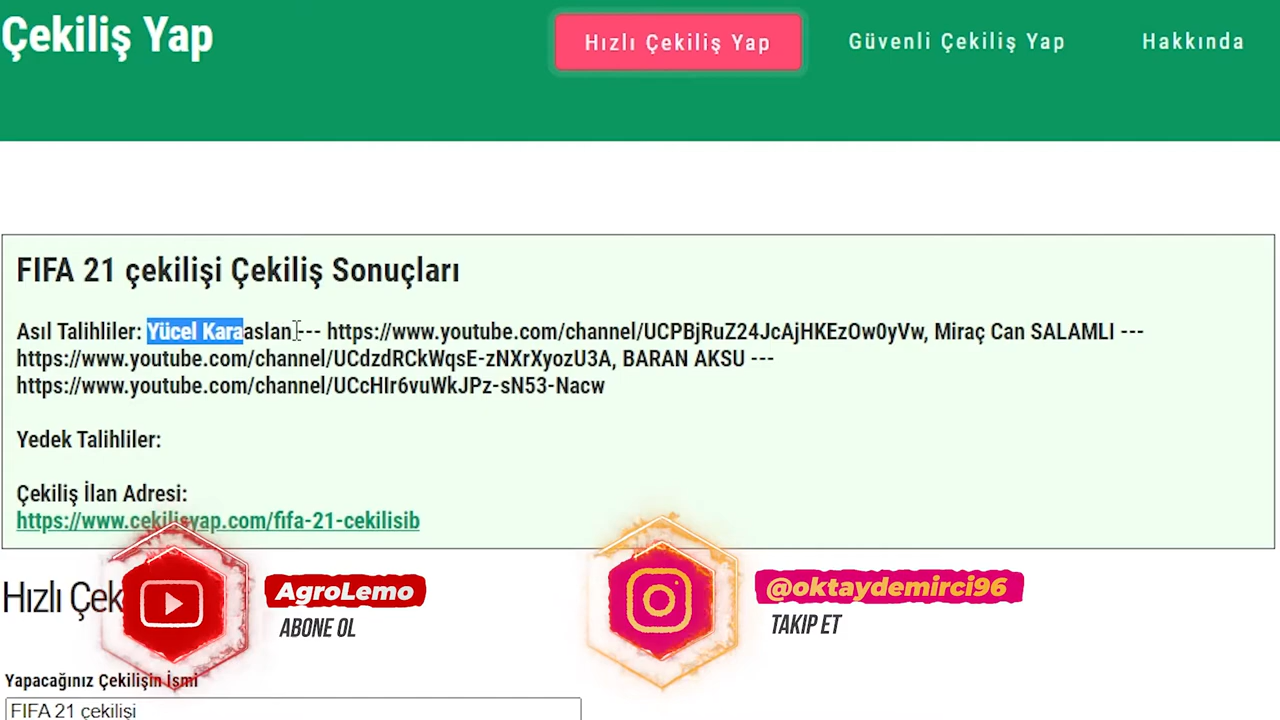 Çekiliş Yap
Hızlı Çekiliş Yap
Güvenli Çekiliş Yap
Hakkında
FIFA 21 çekilişi Çekiliş Sonuçları
Asıl Talihliler: Yücel Karaaslan --- https://www.youtube.com/channel/UCPBjRuZ24JcAjHKEzOw0yVw, Miraç Can SALAMLI ---
https://www.youtube.com/channel/UCdzdRCkWqsE-zNXrXyozU3A, BARAN AKSU ---
https://www.youtube.com/channel/UCcHIr6vuWkJPz-sN53-Nacw
Yedek Talihliler:
Çekiliş İlan Adresi:
https://www.cekilisyap.com/fifa-21-cekilisib
Hızlı Çek
AgroLemo
ABONE OL
@oktaydemirci96
TAKIP ET
Yapacağınız Çekilişin İsmi
FIFA 21 çekilişi